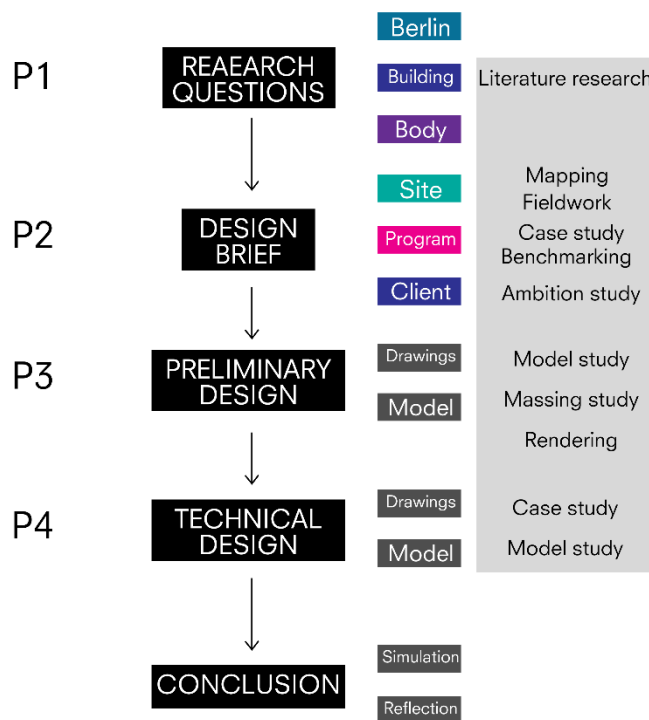 Berlin
P1
REAEARCH
QUESTIONS
Building
Literature research
Body
Site
Mapping
Fieldwork
P2
DESIGN
BRIEF
Program
Case study
Benchmarking
Client
Ambition study
P3
PRELIMINARY
DESIGN
Drawings
Model study
Model
Massing study
Rendering
P4
TECHNICAL
DESIGN
Drawings
Case study
Model
Model study
CONCLUSION
Simulation
Reflection